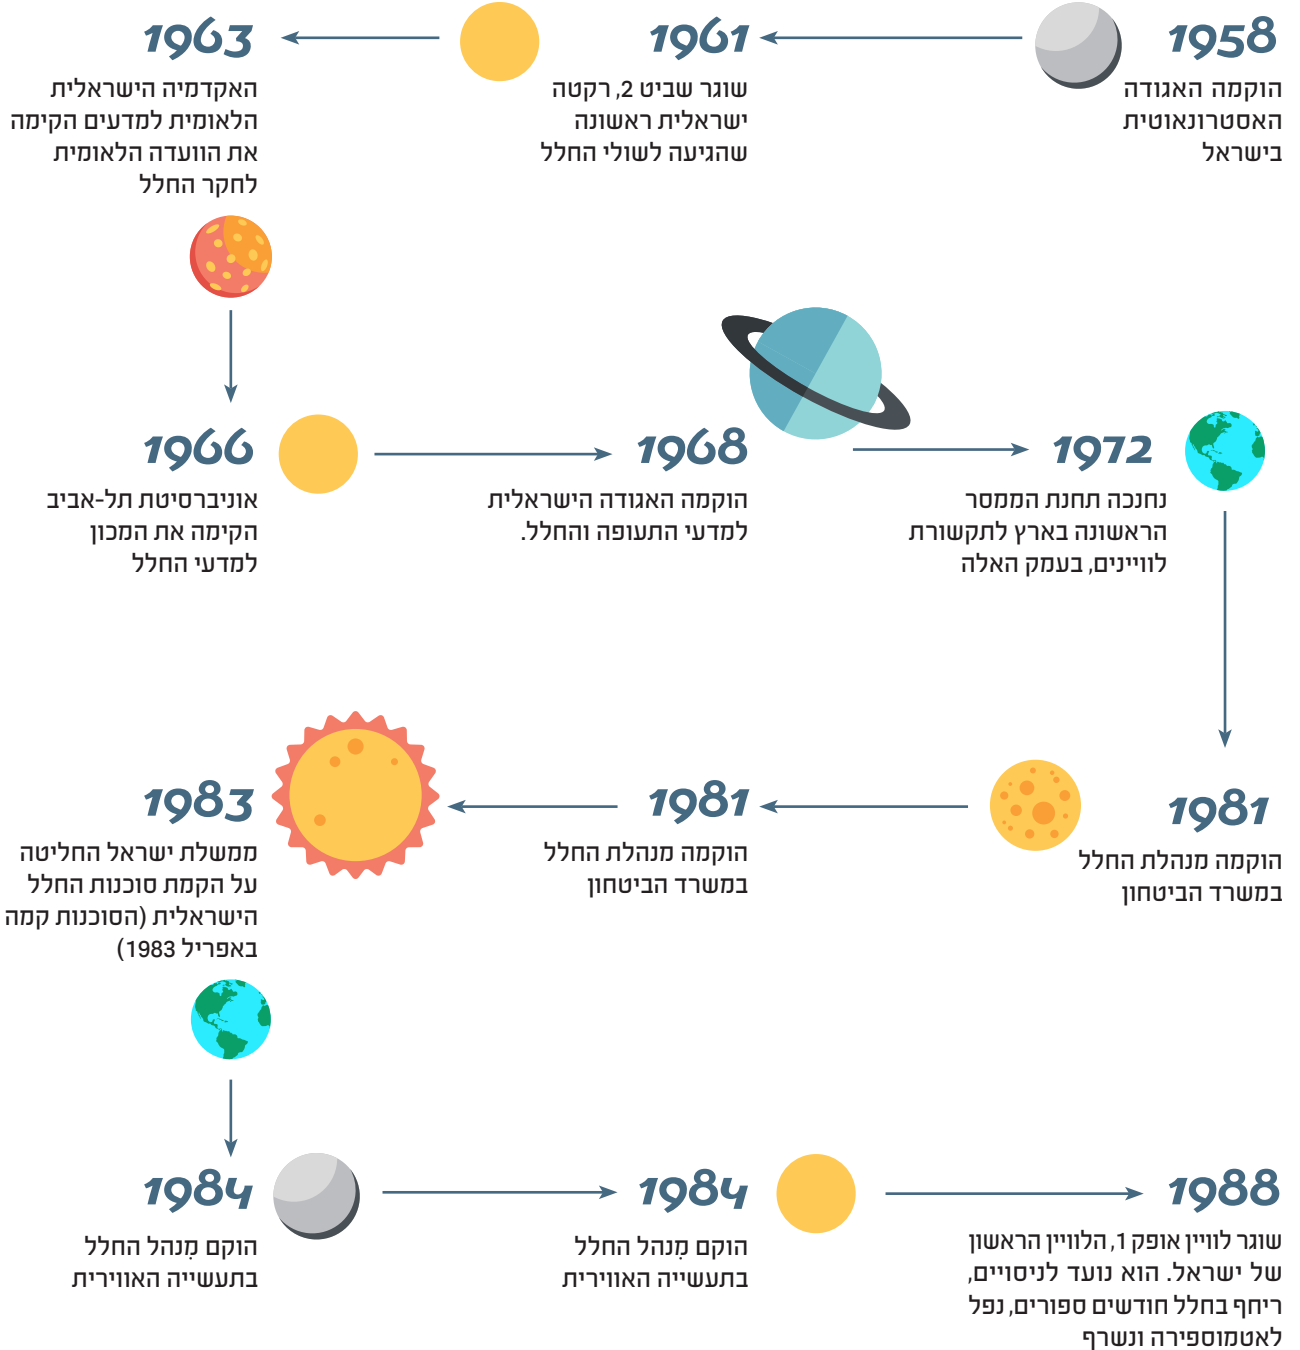 1958
הוקמה האגודה
האסטרונאוטית
בישראל
1961
שוגר שביט 2, רקטה
ישראלית ראשונה
שהגיעה לשולי החלל
1963
האקדמיה הישראלית
הלאומית למדעים הקימה
את הוועדה הלאומית
לחקר החלל
1966
אוניברסיטת תל-אביב
הקימה את המכון
למדעי החלל
1968
הוקמה האגודה הישראלית
למדעי התעופה והחלל.
1972
נחנכה תחנת הממסר
הראשונה בארץ לתקשורת
לוויינים, בעמק האלה
1981
הוקמה מנהלת החלל
במשרד הביטחון
1981
הוקמה מנהלת החלל
במשרד הביטחון
1983
ממשלת ישראל החליטה
על הקמת סוכנות החלל
הישראלית (הסוכנות קמה
באפריל 1983)
1984
הוקם מִנהל החלל
בתעשייה האווירית
1984
הוקם מִנהל החלל
בתעשייה האווירית
1988
שוגר לוויין אופק 1, הלוויין הראשון
של ישראל. הוא נועד לניסויים,
ריחף בחלל חודשים ספורים, נפל
לאטמוספירה ונשרף